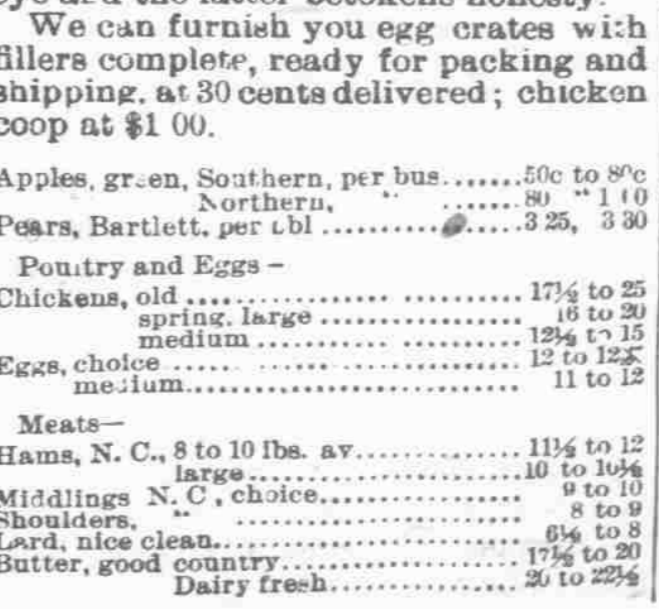 We can furnish you egg crates with
fillers complete, ready for packing and
shipping, at 30 cents delivered; chicken
coop at $1 00.
Apples, green, Southern, per bus.......50c to 80c
Northern, " ......80 " 1 10
Pears, Bartlett, per bbl ...............3 25, 3 30
Poultry and Eggs –
Chickens, old .............................. 17½ to 25
spring, large .................... 16 to 20
medium .......................... 12½ to 15
Eggs, choice .............................. 12 to
medium................................ 11 to 12
Meats—
Hams, N. C., 8 to 10 lbs. av............... 11½ to 12
large.........................10 to 10½
Middlings N. C, choice.................. 9 to 10
Shoulders, " ......................... 8 to 9
Lard, nice clean........................... 6½ to 8
Butter, good country..................... 17½ to 20
Dairy fresh................. 20 to 22½